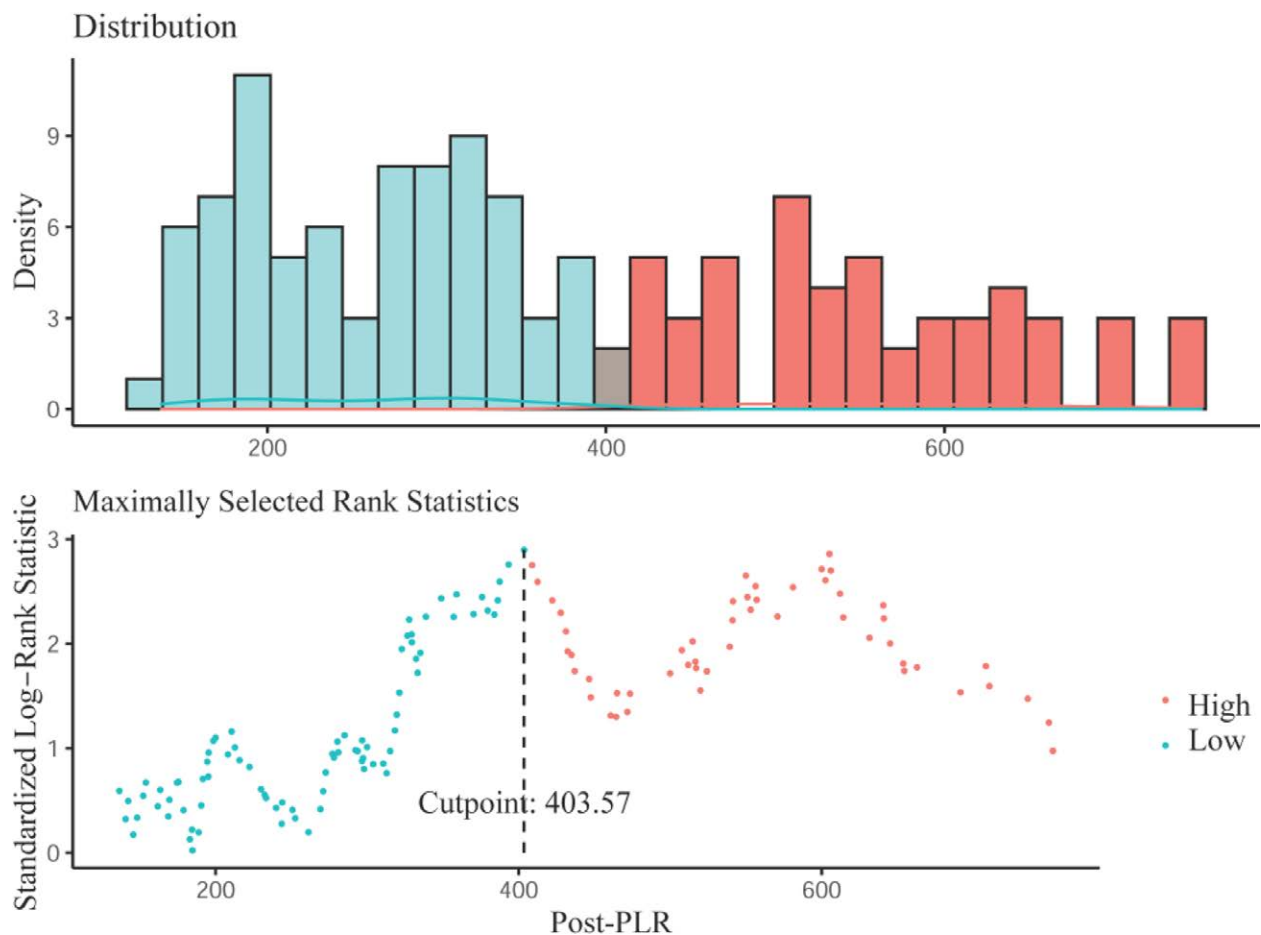 Distribution
Density
9
6
3
0
200
400
600
Maximally Selected Rank Statistics
Standardized Log−Rank Statistic
3
2
1
0
Cutpoint: 403.57
High
Low
200
400
600
Post-PLR